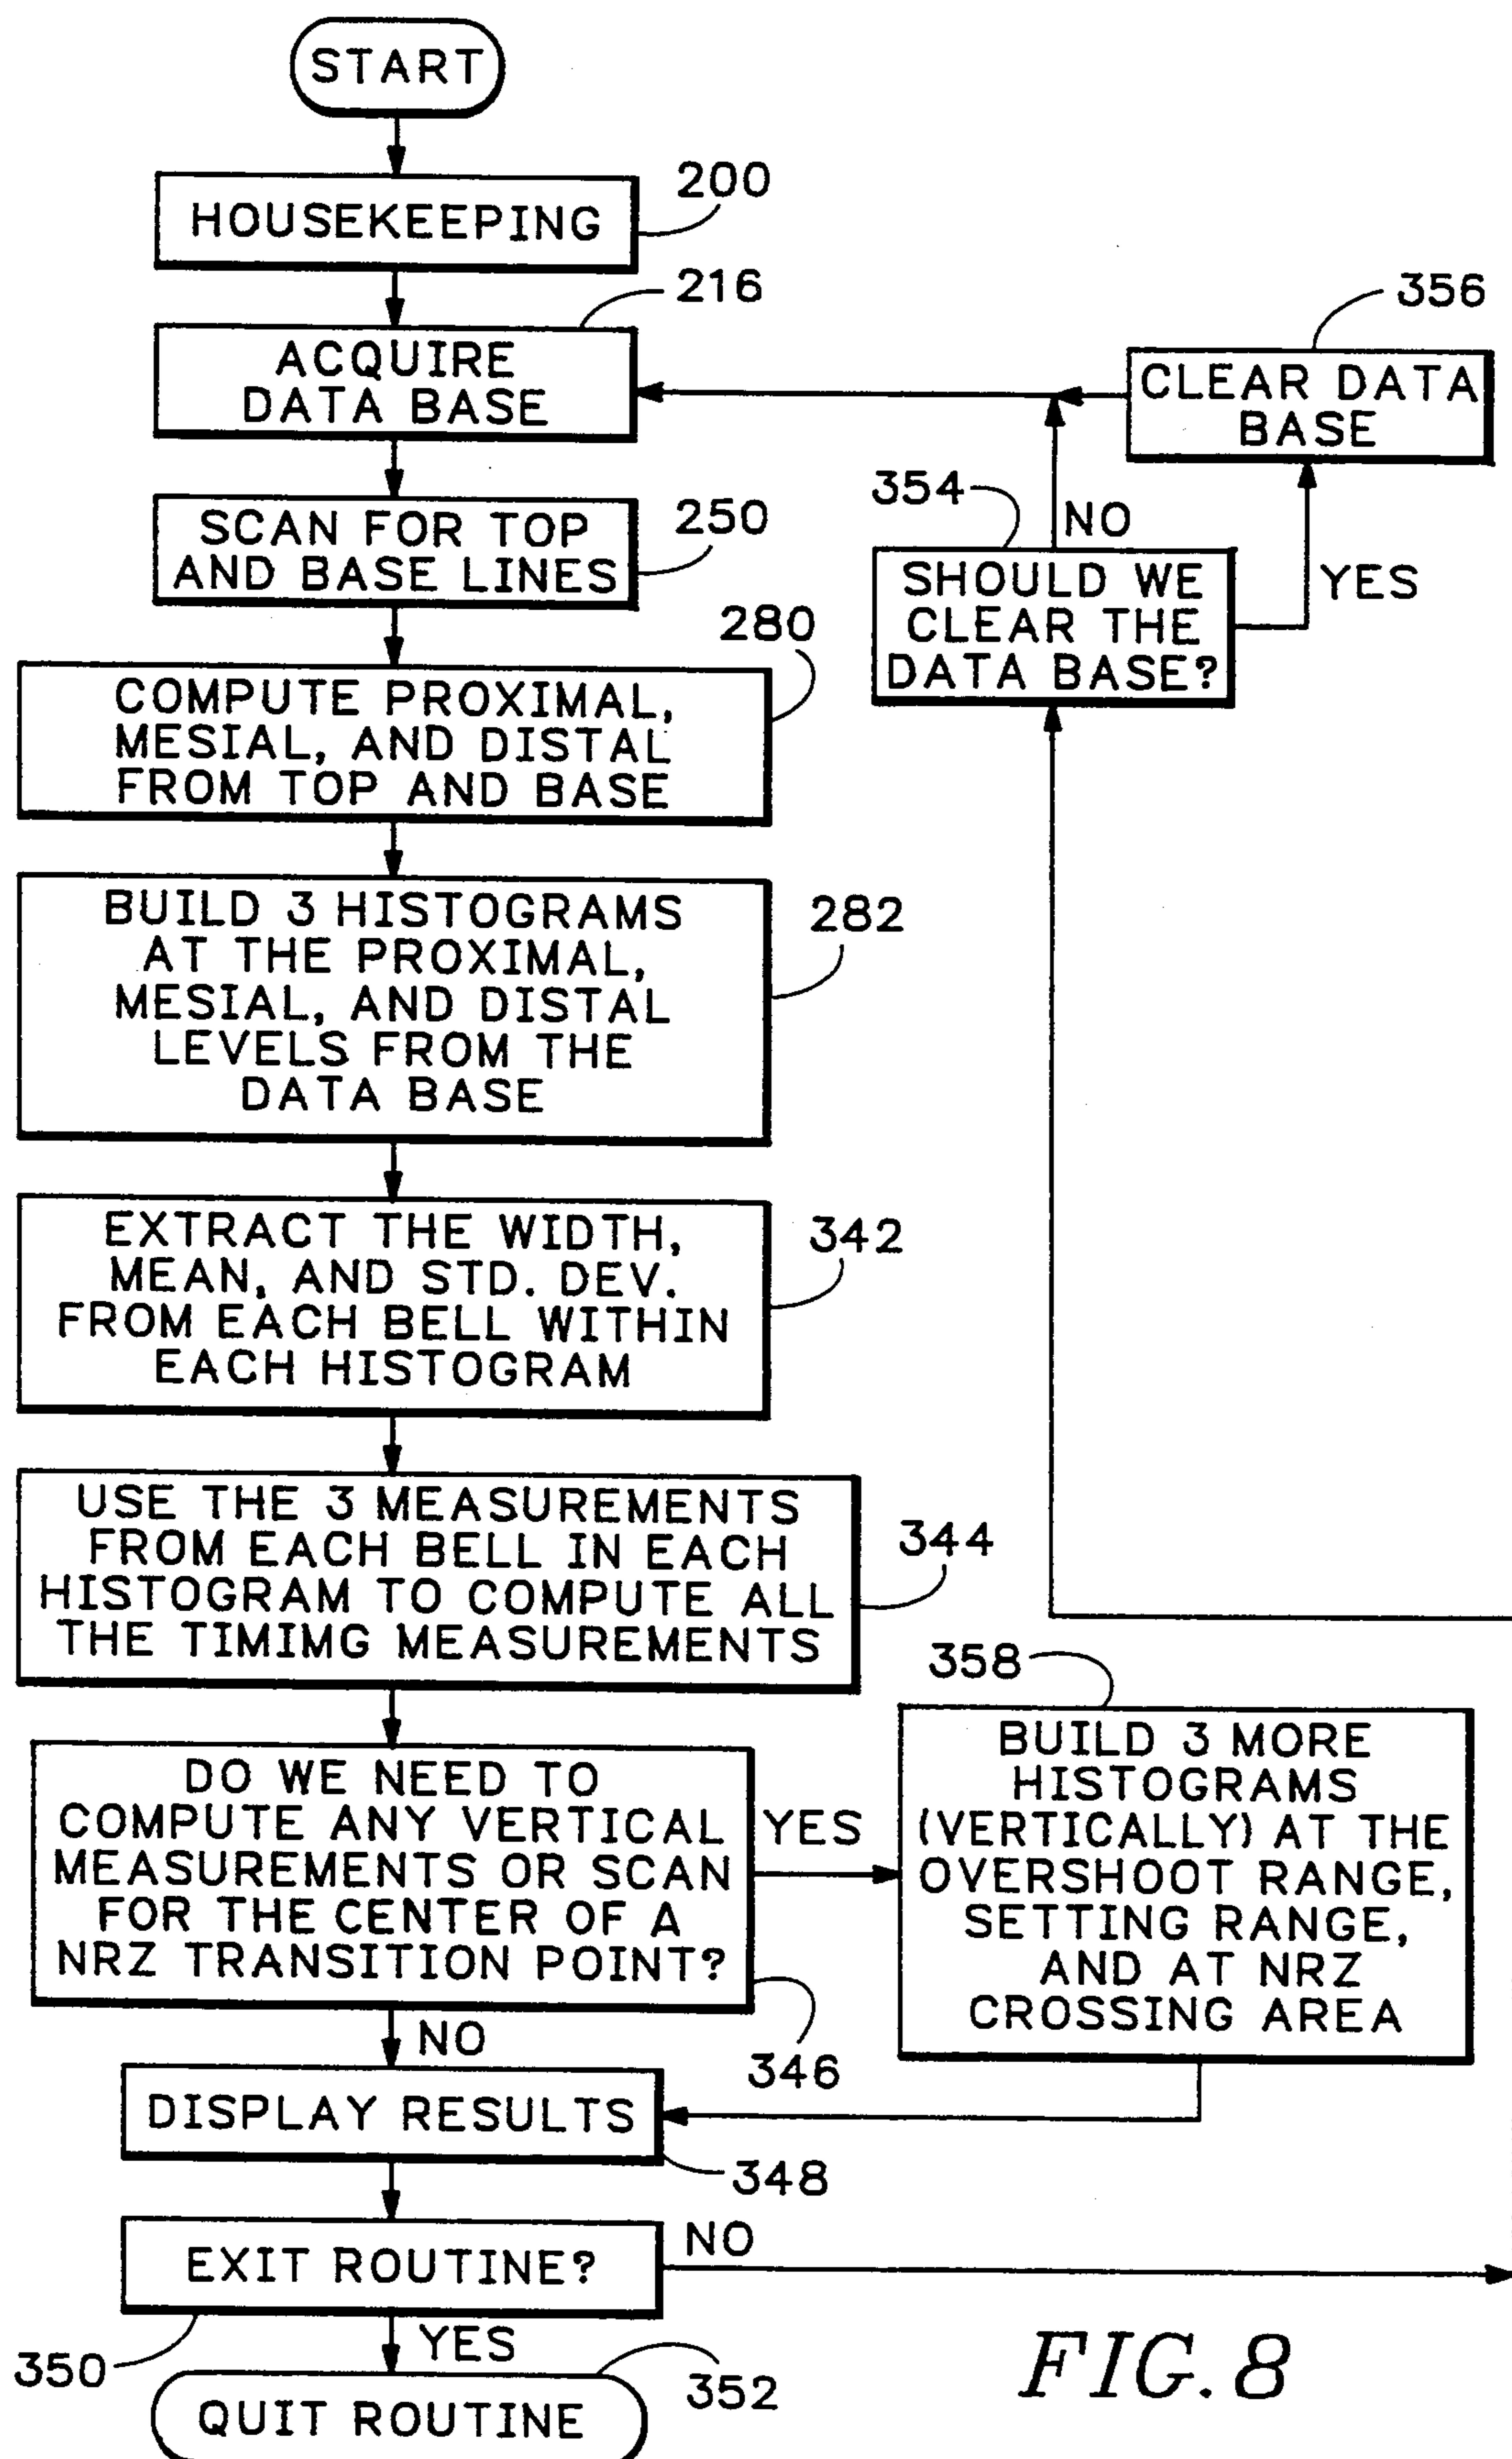 START
HOUSEKEEPING
200
216
ACQUIRE
DATA BASE
356
CLEAR DATA
BASE
SCAN FOR TOP
AND BASE LINES
250
354
NO
SHOULD WE
CLEAR THE
DATA BASE?
YES
280
COMPUTE PROXIMAL,
MESIAL, AND DISTAL
FROM TOP AND BASE
BUILD 3 HISTOGRAMS
AT THE PROXIMAL,
MESIAL, AND DISTAL
LEVELS FROM THE
DATA BASE
282
EXTRACT THE WIDTH,
MEAN, AND STD. DEV.
FROM EACH BELL WITHIN
EACH HISTOGRAM
342
USE THE 3 MEASUREMENTS
FROM EACH BELL IN EACH
HISTOGRAM TO COMPUTE ALL
THE TIMIMG MEASUREMENTS
344
358
DO WE NEED TO
COMPUTE ANY VERTICAL
MEASUREMENTS OR SCAN
FOR THE CENTER OF A
NRZ TRANSITION POINT?
YES
BUILD 3 MORE
HISTOGRAMS
(VERTICALLY) AT THE
OVERSHOOT RANGE,
SETTING RANGE,
AND AT NRZ
CROSSING AREA
NO
346
DISPLAY RESULTS
348
EXIT ROUTINE?
NO
350
YES
352
QUIT ROUTINE
FIG. 8